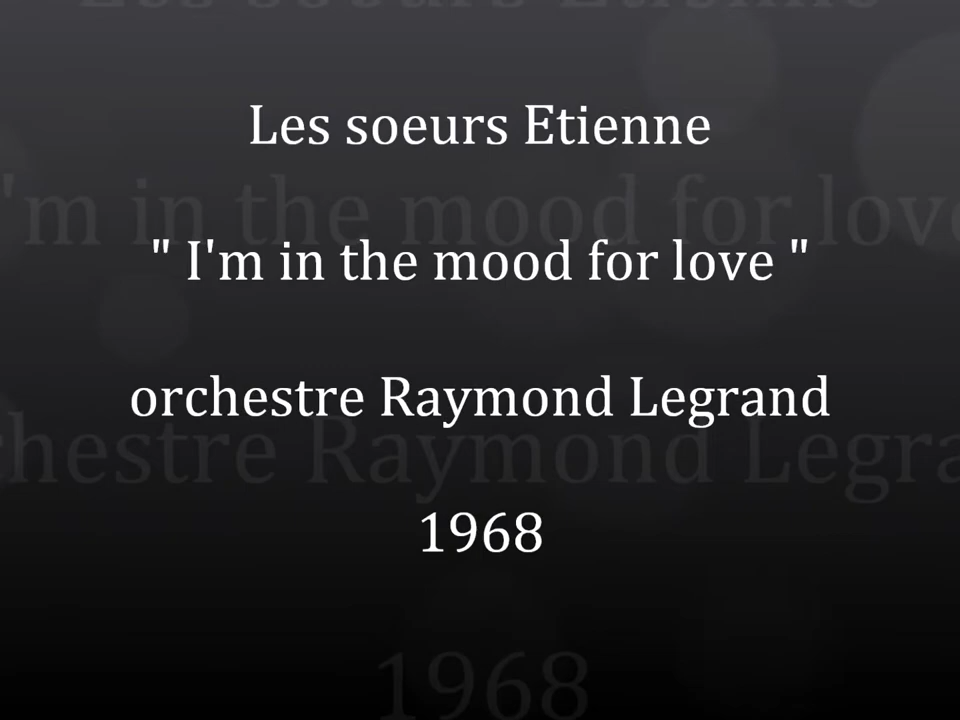 Les soeurs Etienne
" I'm in the mood for love "
orchestre Raymond Legrand
1968